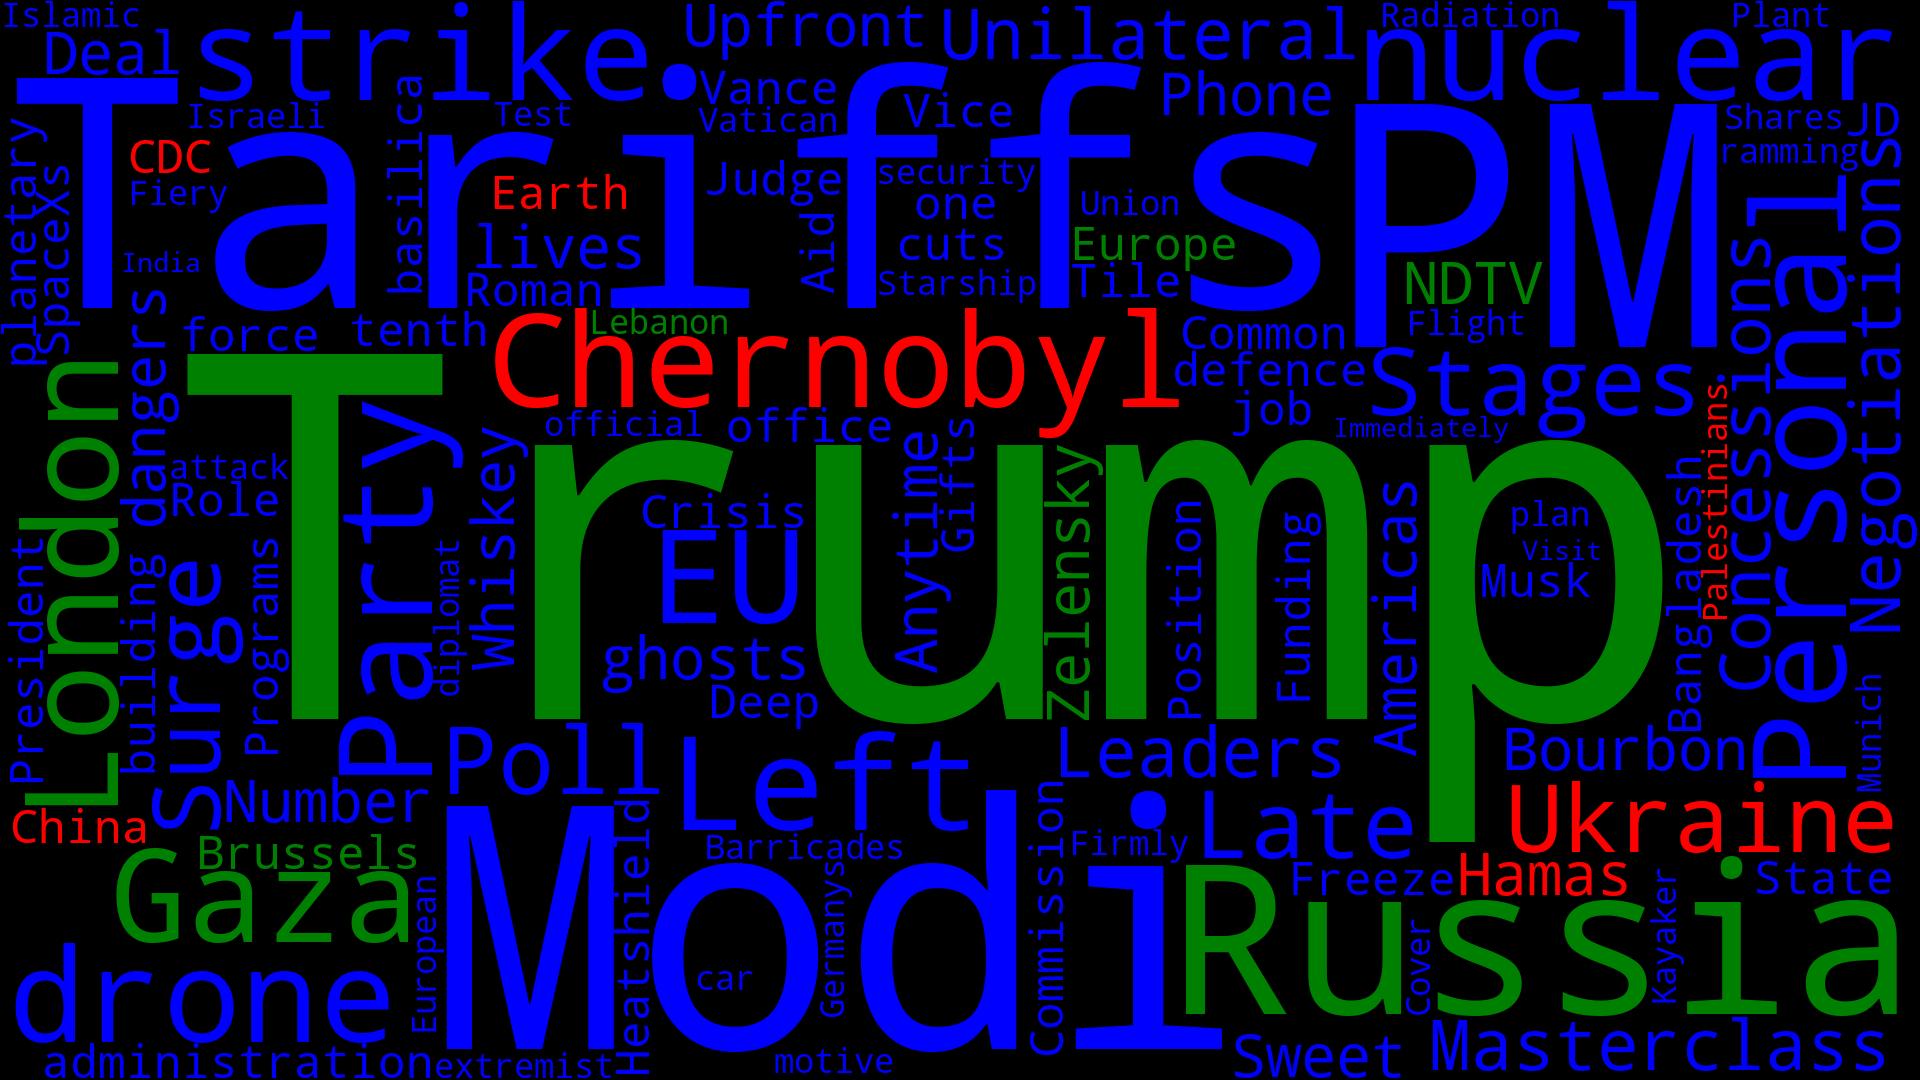 Islamic
Deal
strike
Upfront
Unilateral
Radiation
Plant
nuclear
Tariffs
PM
Israeli
basilica
Test
Vance
Vatican
Vice
Phone
Shares
JD
ramming
planetary
SpaceXs
CDC
Fiery
Earth
Judge
security
one
Union
Aid
cuts
Europe
India
lives
Roman
Starship
Tile
NDTV
Flight
Personal
Concessions
Negotiations
London
dangers
force
tenth
Lebanon
Chernobyl
Common
defence
Stages
job
Immediately
official
office
Trump
Party
Whiskey
attack
Role
Crisis
EU
Anytime
Gifts
Zelensky
Position
Funding
Americas
plan
Visit
Musk
Bangladesh
Palestinians
President
building
Surge
Programs
diplomat
ghosts
Deep
Number
Poll
Left
Leaders
Bourbon
Munich
China
Brussels
Gaza
Modi
Heatshield
Barricades
Germanys
car
Commission
Firmly
Late
Ukraine
Freeze
Hamas
State
Russia
Cover
Kayaker
drone
European
administration
extremist
motive
Sweet
Masterclass